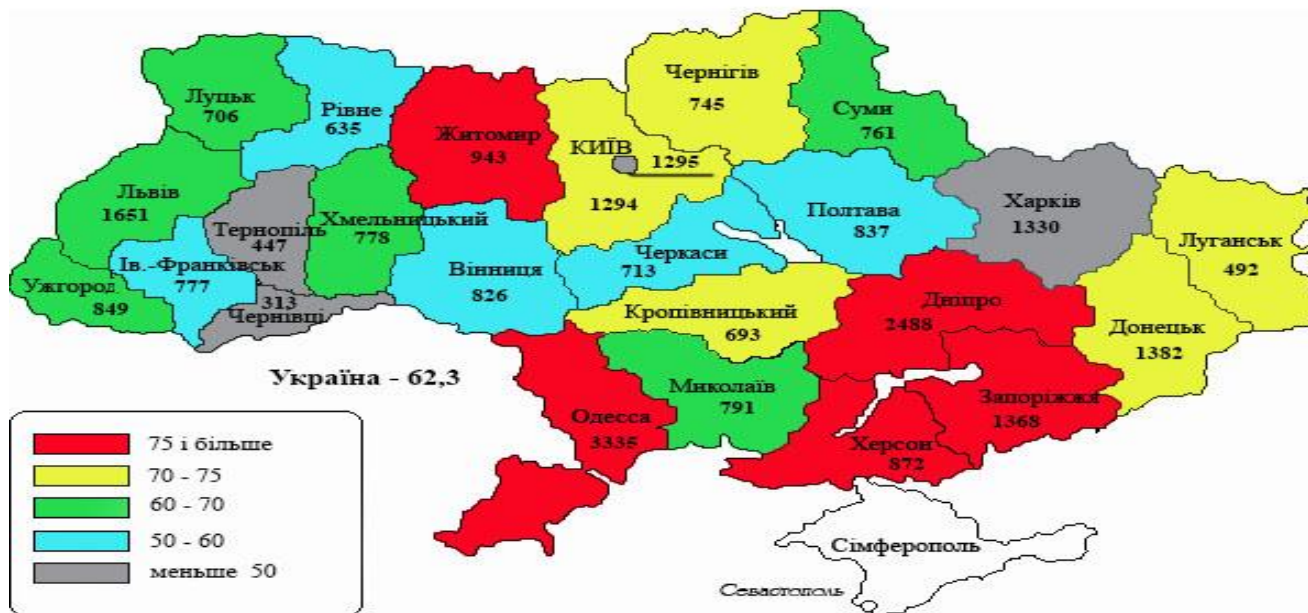 Луцьк
706
Рівне
635
Житомир
943
КИЇВ
1295
1294
Чернігів
745
Суми
761
Львів
1651
Тернопіль
447
Хмельницький
778
Ів.-Франківськ
777
Ужгород
849
313
Чернівці
Вінниця
826
Черкаси
713
Полтава
837
Харків
1330
Луганськ
492
Кропівницький
693
Дніпро
2488
Донецьк
1382
Україна - 62,3
Одесса
3335
Миколаїв
791
Запоріжжя
1368
Херсон
872
Сімферополь
Севастополь
75 і більше
70 - 75
60 - 70
50 - 60
меньше 50